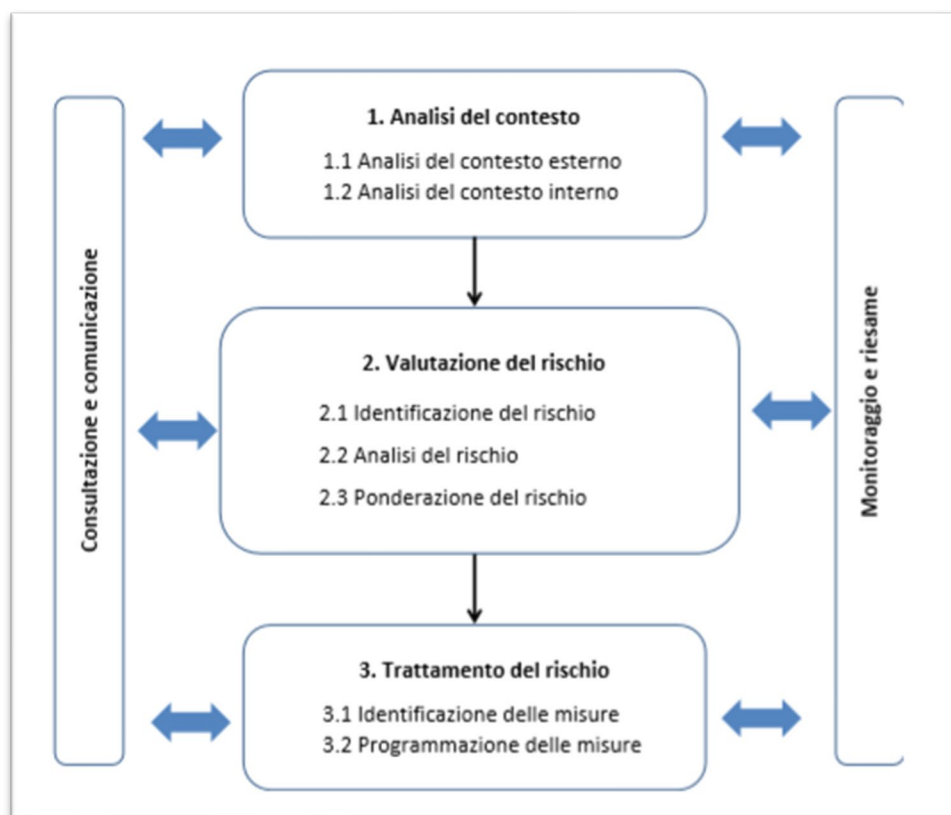 Consultazione e comunicazione
1. Analisi del contesto
1.1 Analisi del contesto esterno
1.2 Analisi del contesto interno
2. Valutazione del rischio
2.1 Identificazione del rischio
2.2 Analisi del rischio
2.3 Ponderazione del rischio
3. Trattamento del rischio
3.1 Identificazione delle misure
3.2 Programmazione delle misure
Monitoraggio e riesame